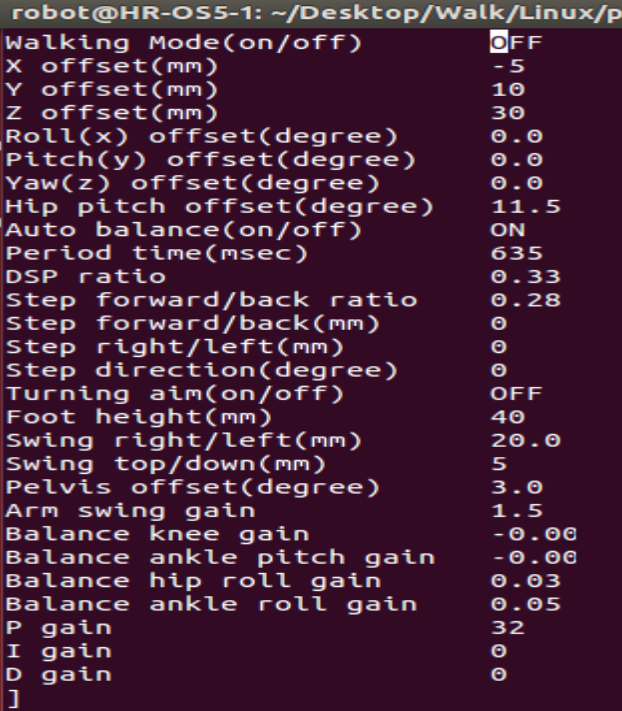 robot@HR-OS5-1: ~/Desktop/Walk/Linux/p
Walking Mode(on/off) OFF
X offset(mm) -5
Y offset(mm) 10
Z offset(mm) 30
Roll(x) offset(degree) 0.0
Pitch(y) offset(degree) 0.0
Yaw(z) offset(degree) 0.0
Hip pitch offset(degree) 11.5
Auto balance(on/off) ON
Period time(msec) 635
DSP ratio 0.33
Step forward/back ratio 0.28
Step forward/back(mm) 0
Step right/left(mm) 0
Step direction(degree) 0
Turning aim(on/off) OFF
Foot height(mm) 40
Swing right/left(mm) 20.0
Swing top/down(mm) 5
Pelvis offset(degree) 3.0
Arm swing gain 1.5
Balance knee gain -0.00
Balance ankle pitch gain -0.00
Balance hip roll gain 0.03
Balance ankle roll gain 0.05
P gain 32
I gain 0
D gain 0
]